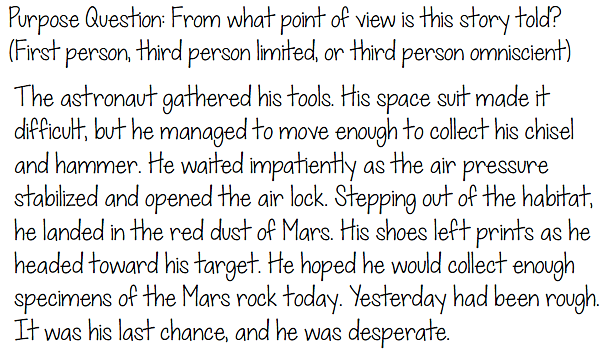 Purpose Question: From what point of view is this story told?
(First person, third person limited, or third person omniscient)
The astronaut gathered his tools. His space suit made it
difficult, but he managed to move enough to collect his chisel
and hammer. He waited impatiently as the air pressure
stabilized and opened the air lock. Stepping out of the habitat,
he landed in the red dust of Mars. His shoes left prints as he
headed toward his target. He hoped he would collect enough
specimens of the Mars rock today. Yesterday had been rough.
It was his last chance, and he was desperate.